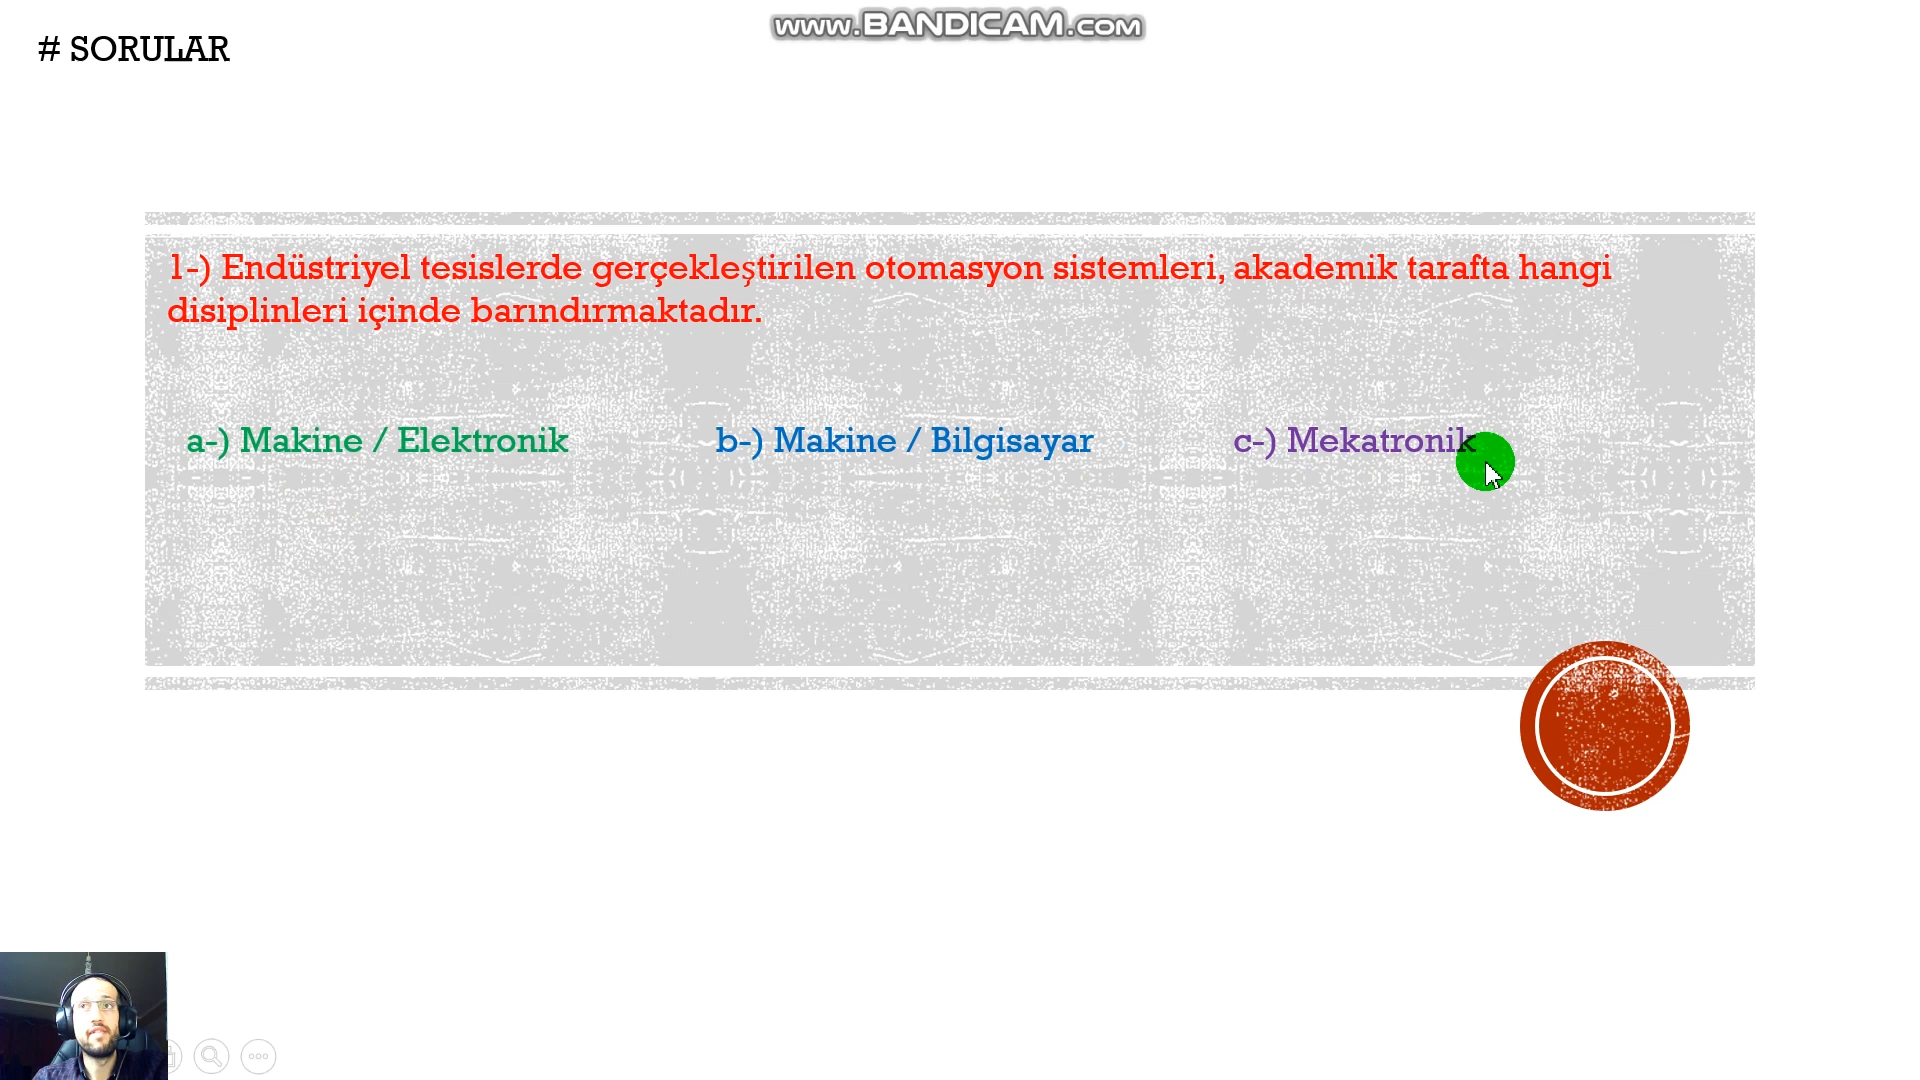 www.BANDICAM.com
# SORULAR
1-) Endüstriyel tesislerde gerçekleştirilen otomasyon sistemleri, akademik tarafta hangi
disiplinleri içinde barındırmaktadır.
a-) Makine / Elektronik b-) Makine / Bilgisayar c-) Mekatronik